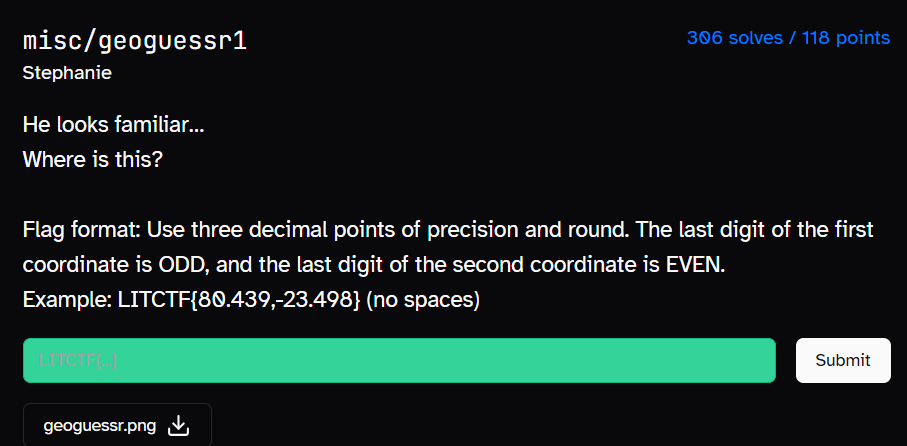 misc/geoguessr1
306 solves / 118 points
Stephanie
He looks familiar...
Where is this?
Flag format: Use three decimal points of precision and round. The last digit of the first
coordinate is ODD, and the last digit of the second coordinate is EVEN.
Example: LITCTF{80.439,-23.498} (no spaces)
LITCTF{...}
Submit
geoguessr.png